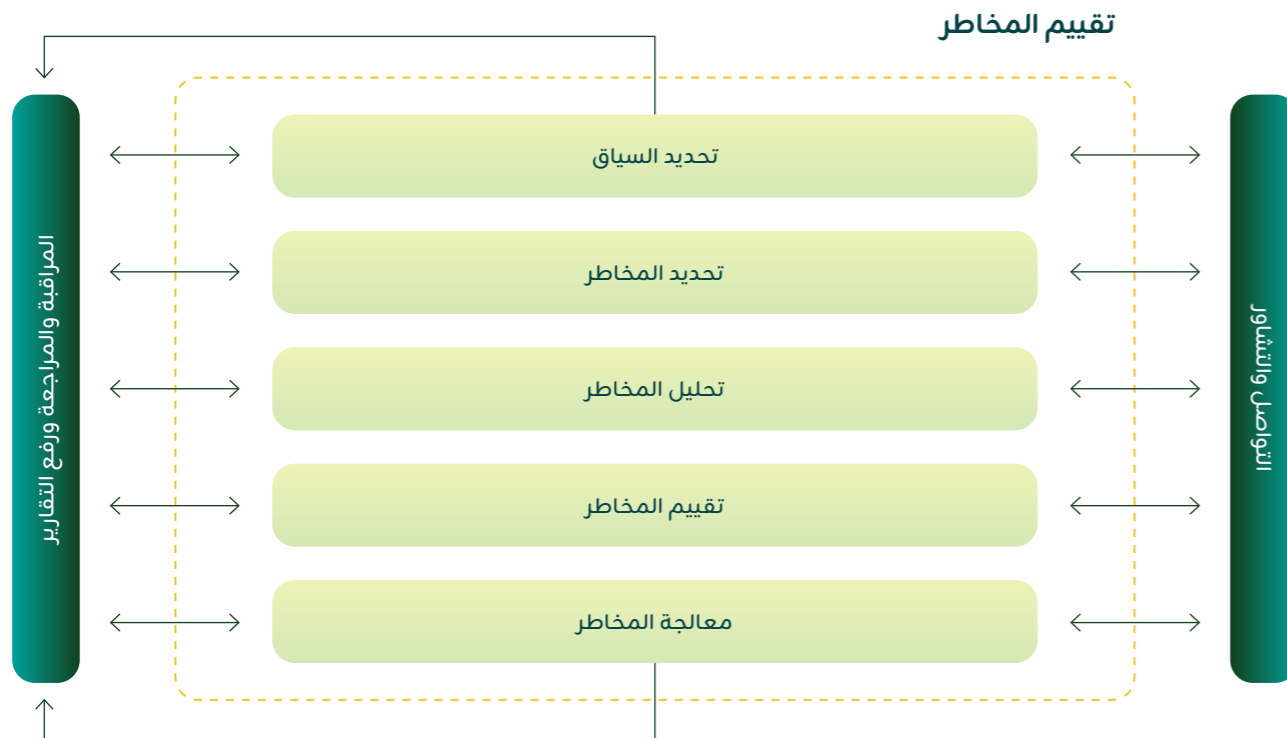 تقييم المخاطر
التواصل والتشاور
تحديد السياق
تحديد المخاطر
تحليل المخاطر
تقييم المخاطر
معالجة المخاطر
المراقبة والمراجعة ورفع التقارير